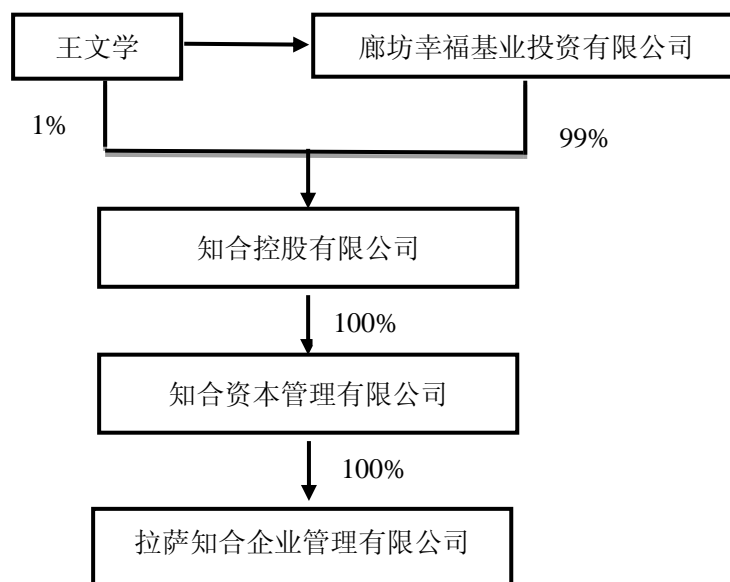 王文学
廊坊幸福基业投资有限公司
1%
99%
知合控股有限公司
100%
知合资本管理有限公司
100%
拉萨知合企业管理有限公司